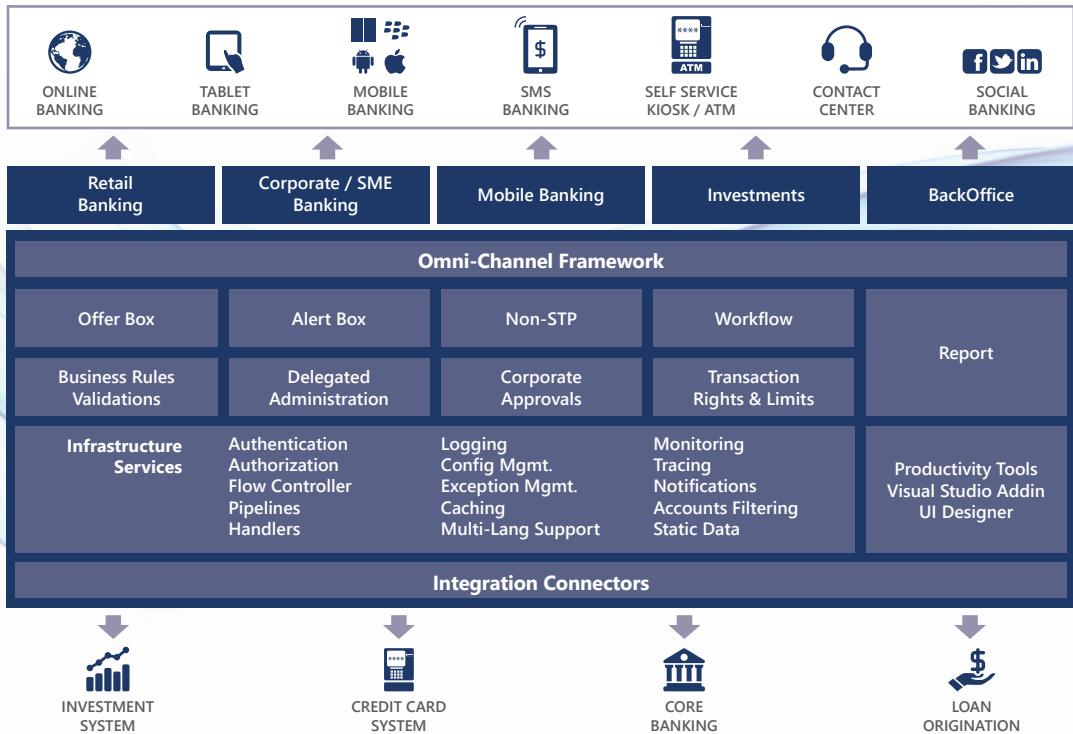 ONLINE
BANKING
TABLET
BANKING
MOBILE
BANKING
$
SMS
BANKING
****
ATM
SELF SERVICE
KIOSK / ATM
CONTACT
CENTER
f in
SOCIAL
BANKING
Retail
Banking
Corporate / SME
Banking
Mobile Banking
Investments
BackOffice
Omni-Channel Framework
Offer Box
Alert Box
Non-STP
Workflow
Report
Business Rules
Validations
Delegated
Administration
Corporate
Approvals
Transaction
Rights & Limits
Infrastructure
Services
Authentication
Authorization
Flow Controller
Pipelines
Handlers
Logging
Config Mgmt.
Exception Mgmt.
Caching
Multi-Lang Support
Monitoring
Tracing
Notifications
Accounts Filtering
Static Data
Productivity Tools
Visual Studio Addin
UI Designer
Integration Connectors
INVESTMENT
SYSTEM
****
CREDIT CARD
SYSTEM
CORE
BANKING
$
LOAN
ORIGINATION